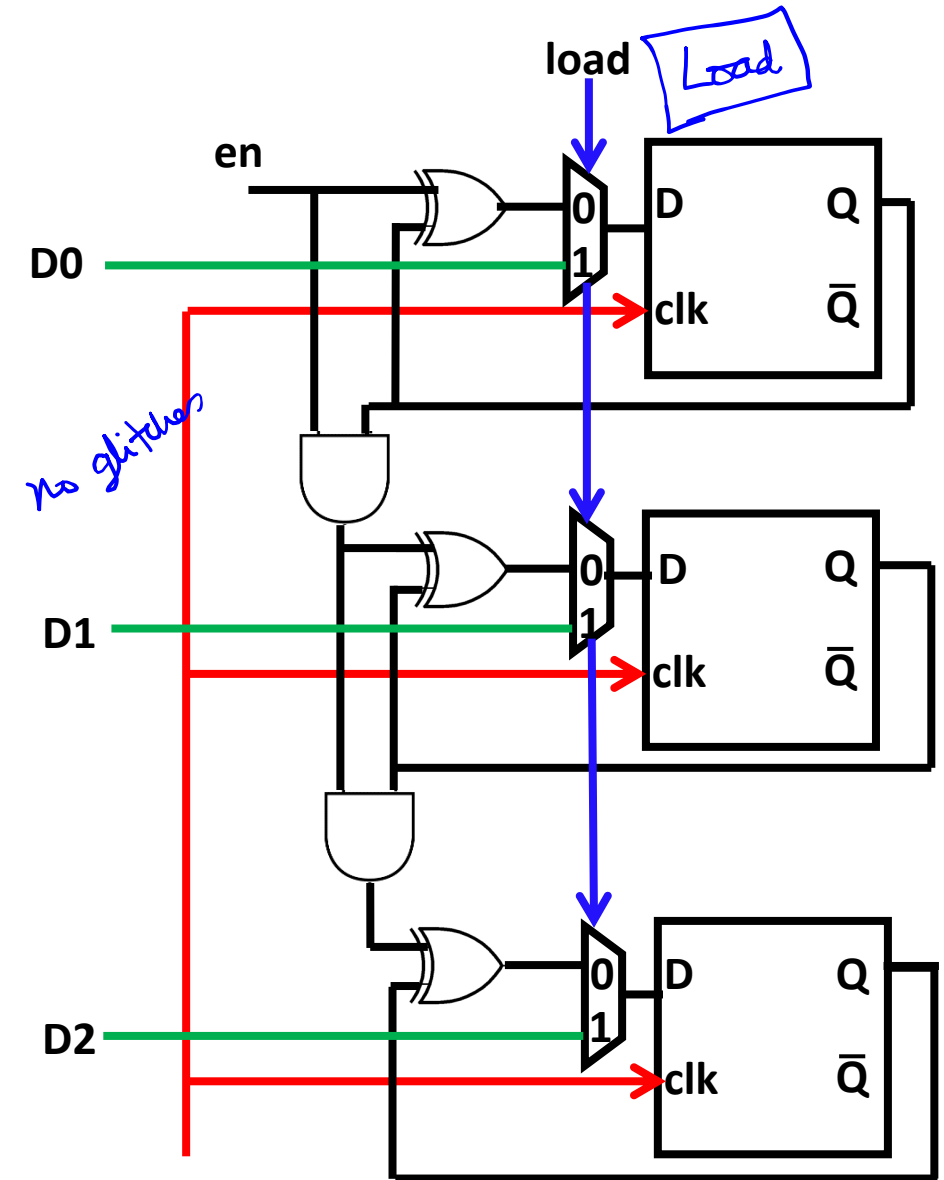 load
Load
en
D
Q
0
1
D0
clk
Q̅
no glitches
0
D
Q
1
D1
clk
Q̅
0
D
Q
1
D2
clk
Q̅